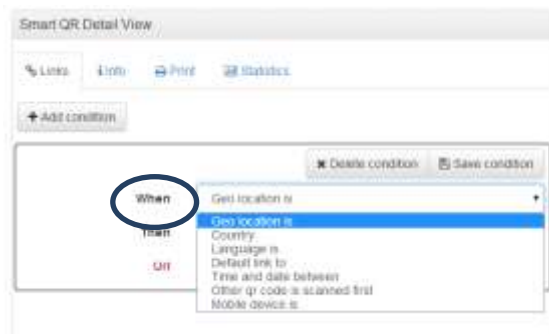 Smart QR Detail View
Links Info Print Statistics
Add condition
Delete condition Save condition
When Geo location is
Geo location is
Then
Country
Language is
Default link to
Off
Time and date between
Other qr code is scanned first
Mobile device is